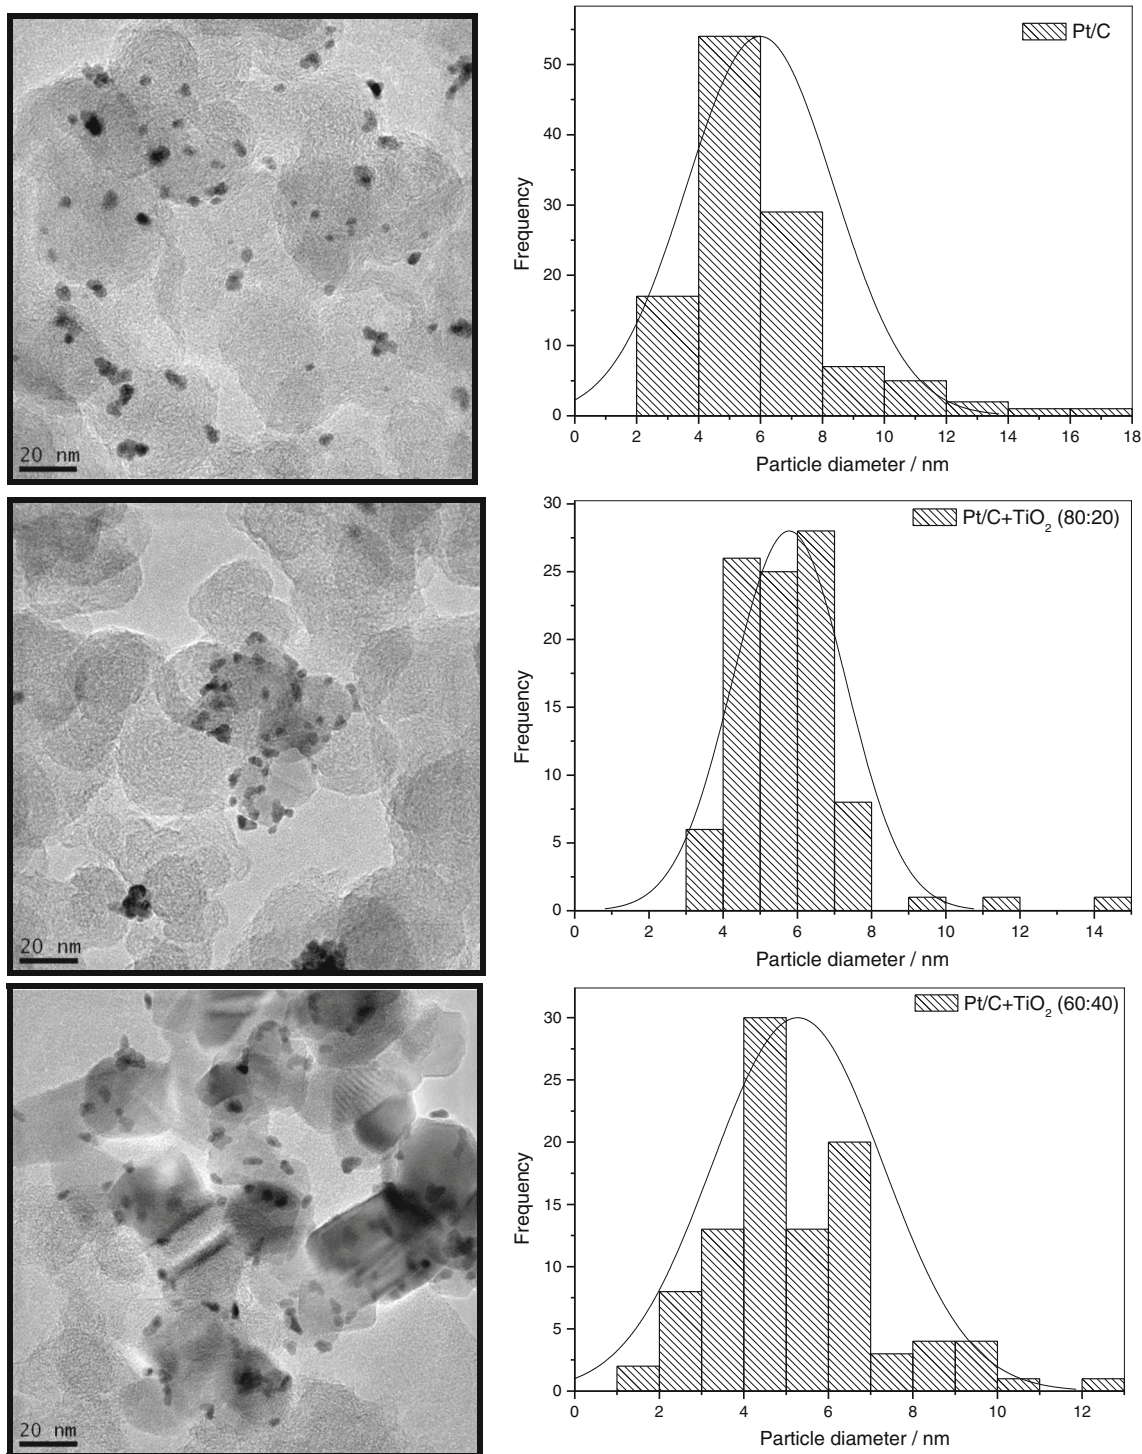 20 nm
Pt/C
Frequency
50
40
30
20
10
0
0 2 4 6 8 10 12 14 16 18
Particle diameter / nm
20 nm
Pt/C+TiO₂ (80:20)
Frequency
30
25
20
15
10
5
0
0 2 4 6 8 10 12 14
Particle diameter / nm
20 nm
Pt/C+TiO₂ (60:40)
Frequency
30
25
20
15
10
5
0
0 2 4 6 8 10 12
Particle diameter / nm